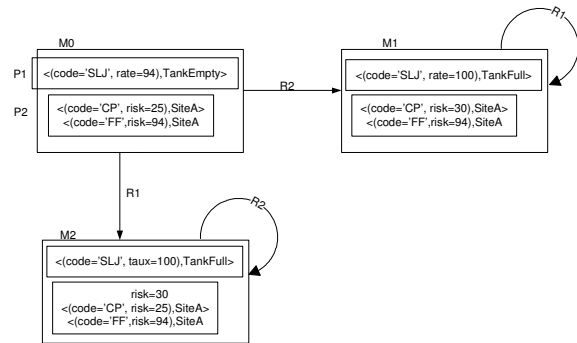 M0
P1
<(code='SLJ', rate=94),TankEmpty>
P2
<(code='CP', risk=25),SiteA>
<(code='FF',risk=94),SiteA
R2
M1
R1
<(code='SLJ', rate=100),TankFull>
<(code='CP', risk=30),SiteA>
<(code='FF',risk=94),SiteA
R1
M2
R2
<(code='SLJ', taux=100),TankFull>
risk=30
<(code='CP', risk=25),SiteA>
<(code='FF',risk=94),SiteA